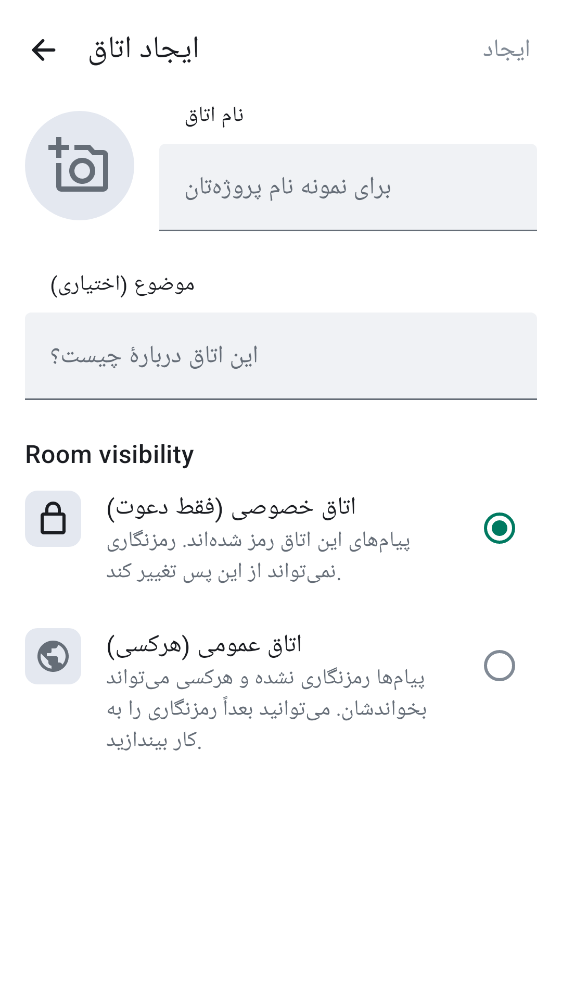 ایجاد اتاق
ایجاد
نام اتاق
برای نمونه نام پروژه‌تان
موضوع (اختیاری)
این اتاق دربارهٔ چیست؟
Room visibility
اتاق خصوصی (فقط دعوت)
پیام‌های این اتاق رمز شده‌اند. رمزنگاری
نمی‌تواند از این پس تغییر کند.
اتاق عمومی (هرکسی)
پیام‌ها رمزنگاری نشده و هرکسی می‌تواند
بخواندشان. می‌توانید بعداً رمزنگاری را به
کار بیندازید.